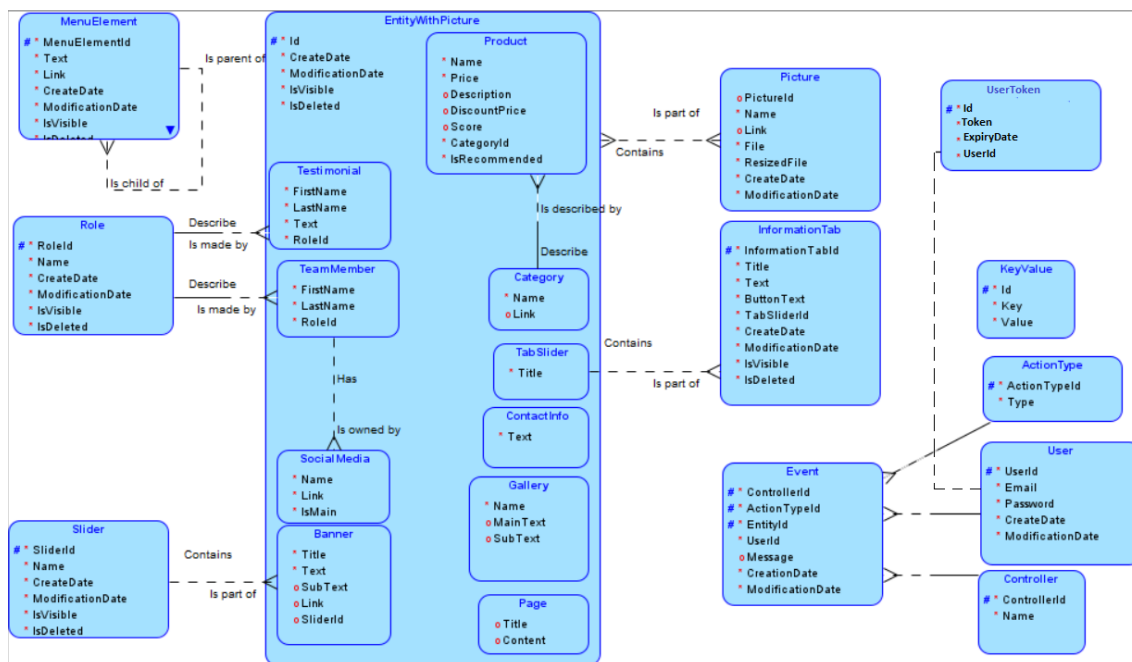 MenuElement
# * MenuElementId
* Text
* Link
* CreateDate
* ModificationDate
* IsVisible
* IsDeleted
Is parent of
Is child of
EntityWithPicture
# * Id
* CreateDate
* ModificationDate
* IsVisible
* IsDeleted
Product
* Name
* Price
o Description
o DiscountPrice
o Score
* CategoryId
* IsRecommended
Is part of
Contains
Picture
o PictureId
* Name
o Link
* File
* ResizedFile
* CreateDate
* ModificationDate
UserToken
# * Id
* Token
* ExpiryDate
* UserId
Role
# * RoleId
* Name
* CreateDate
* ModificationDate
* IsVisible
* IsDeleted
Describe
Is made by
Describe
Is made by
Testimonial
* FirstName
* LastName
* Text
* RoleId
TeamMember
* FirstName
* LastName
* RoleId
Has
Is owned by
Is described by
Describe
Category
* Name
o Link
TabSlider
* Title
Contains
Is part of
InformationTab
# * InformationTabId
* Title
* Text
* ButtonText
* TabSliderId
* CreateDate
* ModificationDate
* IsVisible
* IsDeleted
KeyValue
# * Id
* Key
* Value
ActionType
# * ActionTypeId
* Type
ContactInfo
* Text
SocialMedia
* Name
* Link
* IsMain
Gallery
* Name
o MainText
o SubText
Event
# * ControllerId
# * ActionTypeId
# * EntityId
* UserId
o Message
* CreationDate
* ModificationDate
User
# * UserId
* Email
* Password
* CreateDate
* ModificationDate
Slider
# * SliderId
* Name
* CreateDate
* ModificationDate
* IsVisible
* IsDeleted
Contains
Is part of
Banner
* Title
* Text
o SubText
o Link
o SliderId
Page
o Title
o Content
Controller
# * ControllerId
* Name